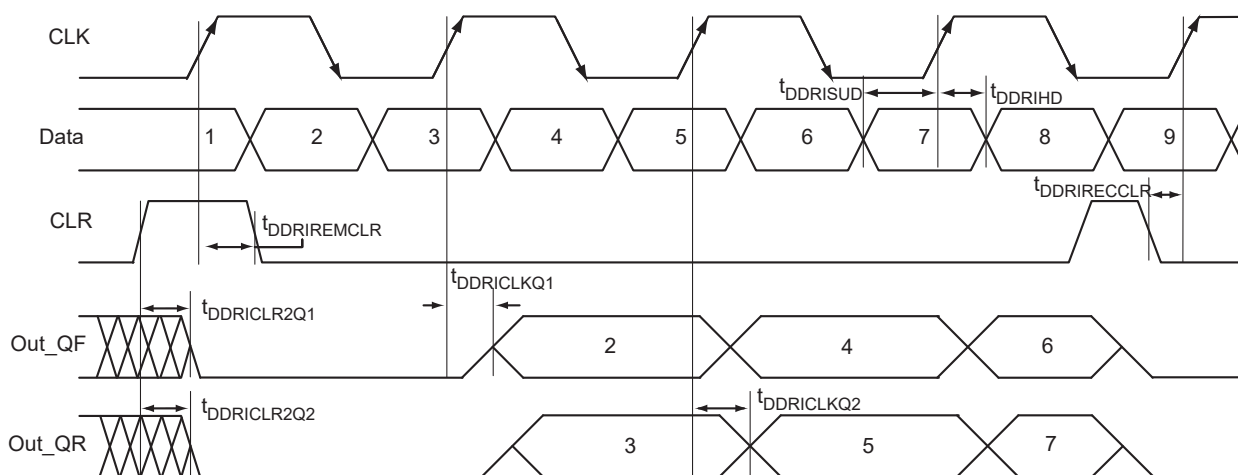 CLK
tDDRISUD
tDDRIHD
Data
1
2
3
4
5
6
7
8
9
CLR
tDDRIREMCLR
tDDRIRECCLR
tDDRICLKQ1
tDDRICLR2Q1
Out_QF
2
4
6
tDDRICLR2Q2
tDDRICLKQ2
Out_QR
3
5
7